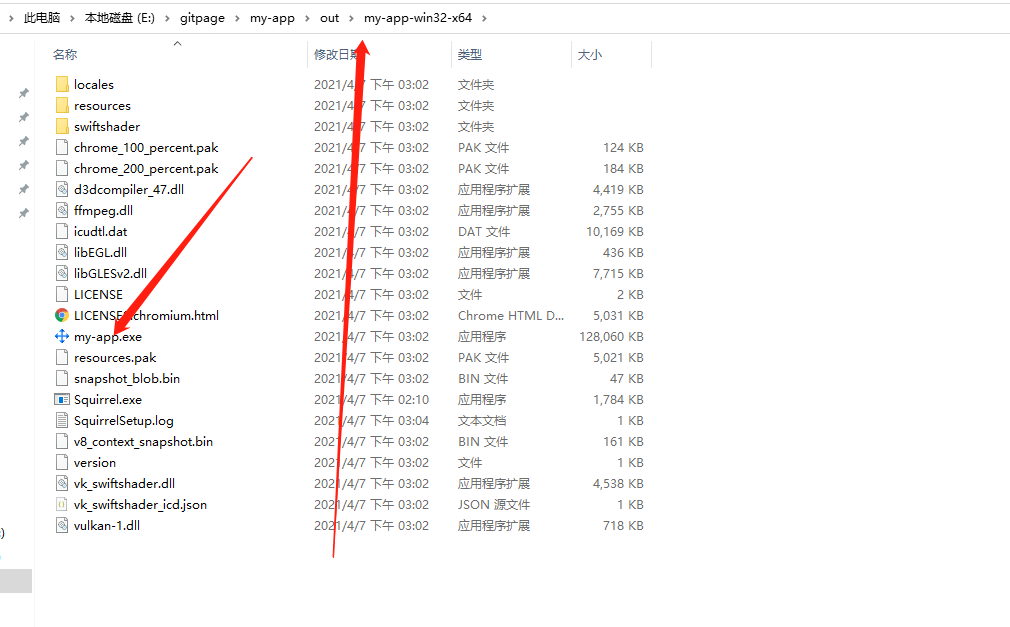 此电脑 › 本地磁盘 (E:) › gitpage › my-app › out › my-app-win32-x64 ›
名称 修改日期 类型 大小
locales 2021/4/7 下午 03:02 文件夹
resources 2021/4/7 下午 03:02 文件夹
swiftshader 2021/4/7 下午 03:02 文件夹
chrome_100_percent.pak 2021/4/7 下午 03:02 PAK 文件 124 KB
chrome_200_percent.pak 2021/4/7 下午 03:02 PAK 文件 184 KB
d3dcompiler_47.dll 2021/4/7 下午 03:02 应用程序扩展 4,419 KB
ffmpeg.dll 2021/4/7 下午 03:02 应用程序扩展 2,755 KB
icudtl.dat 2021/4/7 下午 03:02 DAT 文件 10,169 KB
libEGL.dll 2021/4/7 下午 03:02 应用程序扩展 436 KB
libGLESv2.dll 2021/4/7 下午 03:02 应用程序扩展 7,715 KB
LICENSE 2021/4/7 下午 03:02 文件 2 KB
LICENSES.chromium.html 2021/4/7 下午 03:02 Chrome HTML D... 5,031 KB
my-app.exe 2021/4/7 下午 03:02 应用程序 128,060 KB
resources.pak 2021/4/7 下午 03:02 PAK 文件 5,021 KB
snapshot_blob.bin 2021/4/7 下午 03:02 BIN 文件 47 KB
Squirrel.exe 2021/4/7 下午 02:10 应用程序 1,784 KB
SquirrelSetup.log 2021/4/7 下午 03:04 文本文档 1 KB
v8_context_snapshot.bin 2021/4/7 下午 03:02 BIN 文件 161 KB
version 2021/4/7 下午 03:02 文件 1 KB
vk_swiftshader.dll 2021/4/7 下午 03:02 应用程序扩展 4,538 KB
vk_swiftshader_icd.json 2021/4/7 下午 03:02 JSON 源文件 1 KB
vulkan-1.dll 2021/4/7 下午 03:02 应用程序扩展 718 KB